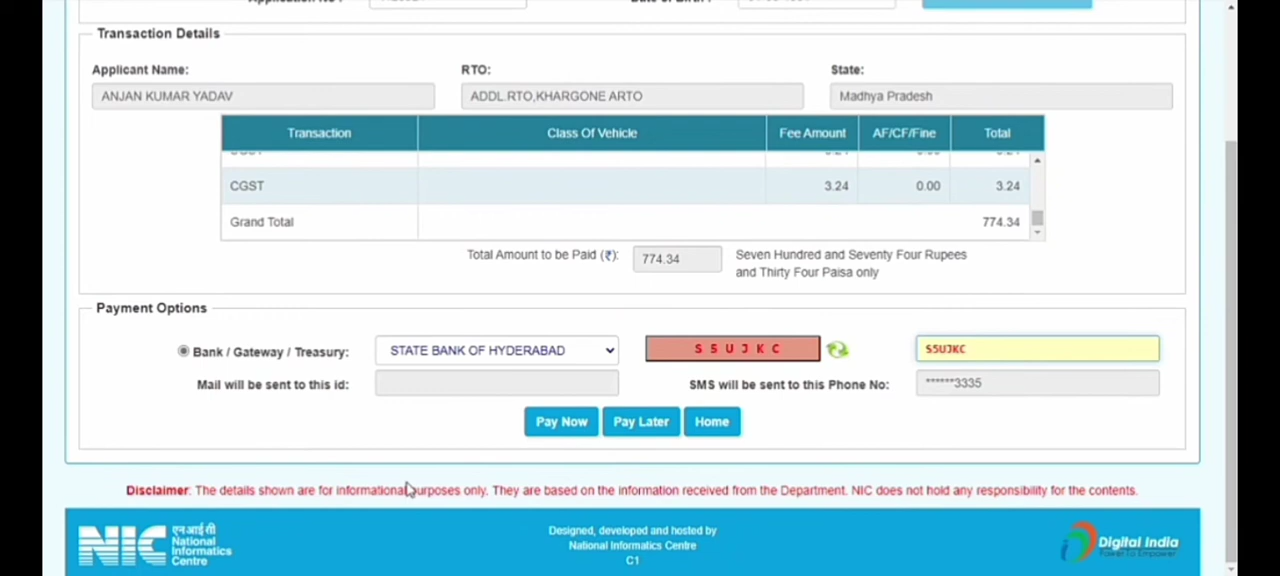 Transaction Details
Applicant Name: RTO: State:
ANJAN KUMAR YADAV ADDL.RTO,KHARGONE ARTO Madhya Pradesh
Transaction Class Of Vehicle Fee Amount AF/CF/Fine Total
CGST 3.24 0.00 3.24
Grand Total 774.34
Total Amount to be Paid (₹): 774.34 Seven Hundred and Seventy Four Rupees
and Thirty Four Paisa only
Payment Options
Bank / Gateway / Treasury: STATE BANK OF HYDERABAD S 5 U J K C S5UJKC
Mail will be sent to this id: SMS will be sent to this Phone No: ******3335
Pay Now Pay Later Home
Disclaimer: The details shown are for informational purposes only. They are based on the information received from the Department. NIC does not hold any responsibility for the contents.
NIC
एन आई सी
National
Informatics
Centre
Designed, developed and hosted by
National Informatics Centre
C1
Digital India
Power To Empower